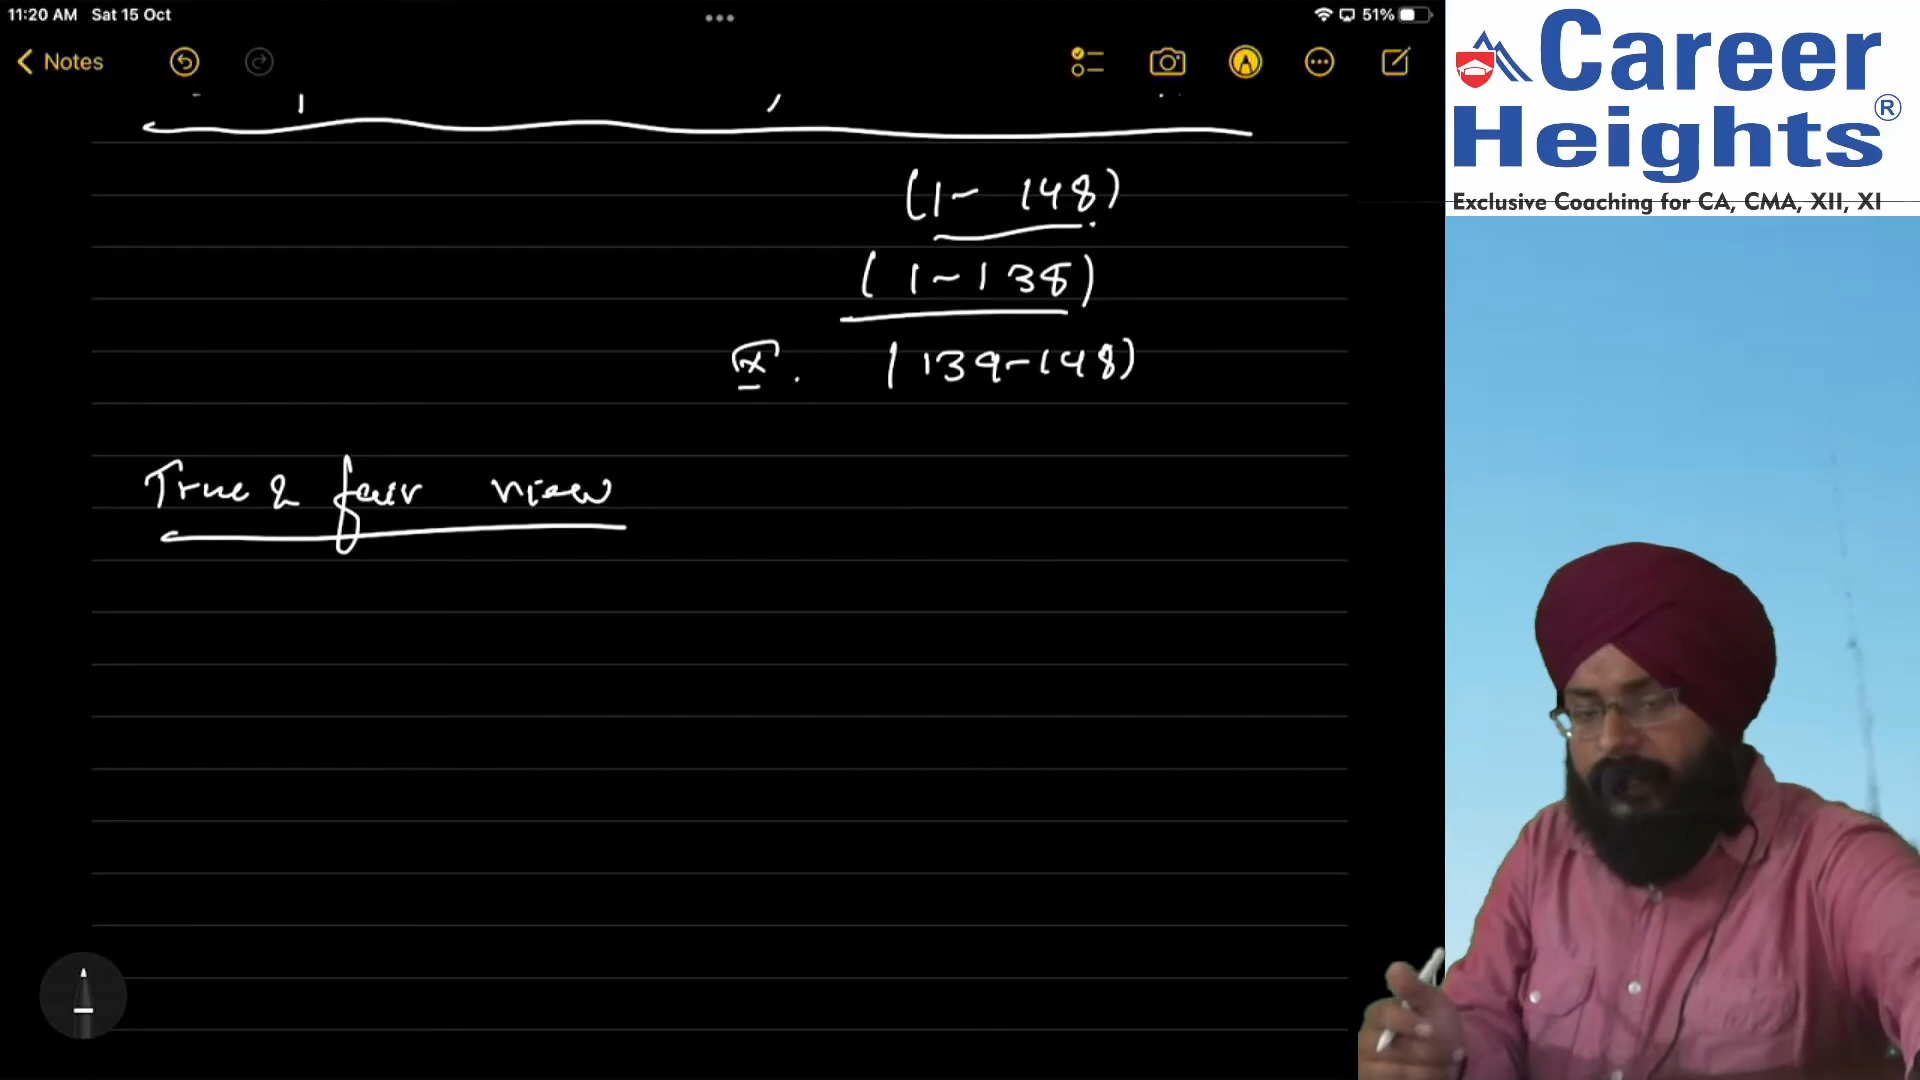 11:20 AM Sat 15 Oct
51%
Notes
(1- 148)
(1-138)
(139-148)
True & fair view
Career
Heights®
Exclusive Coaching for CA, CMA, XII, XI